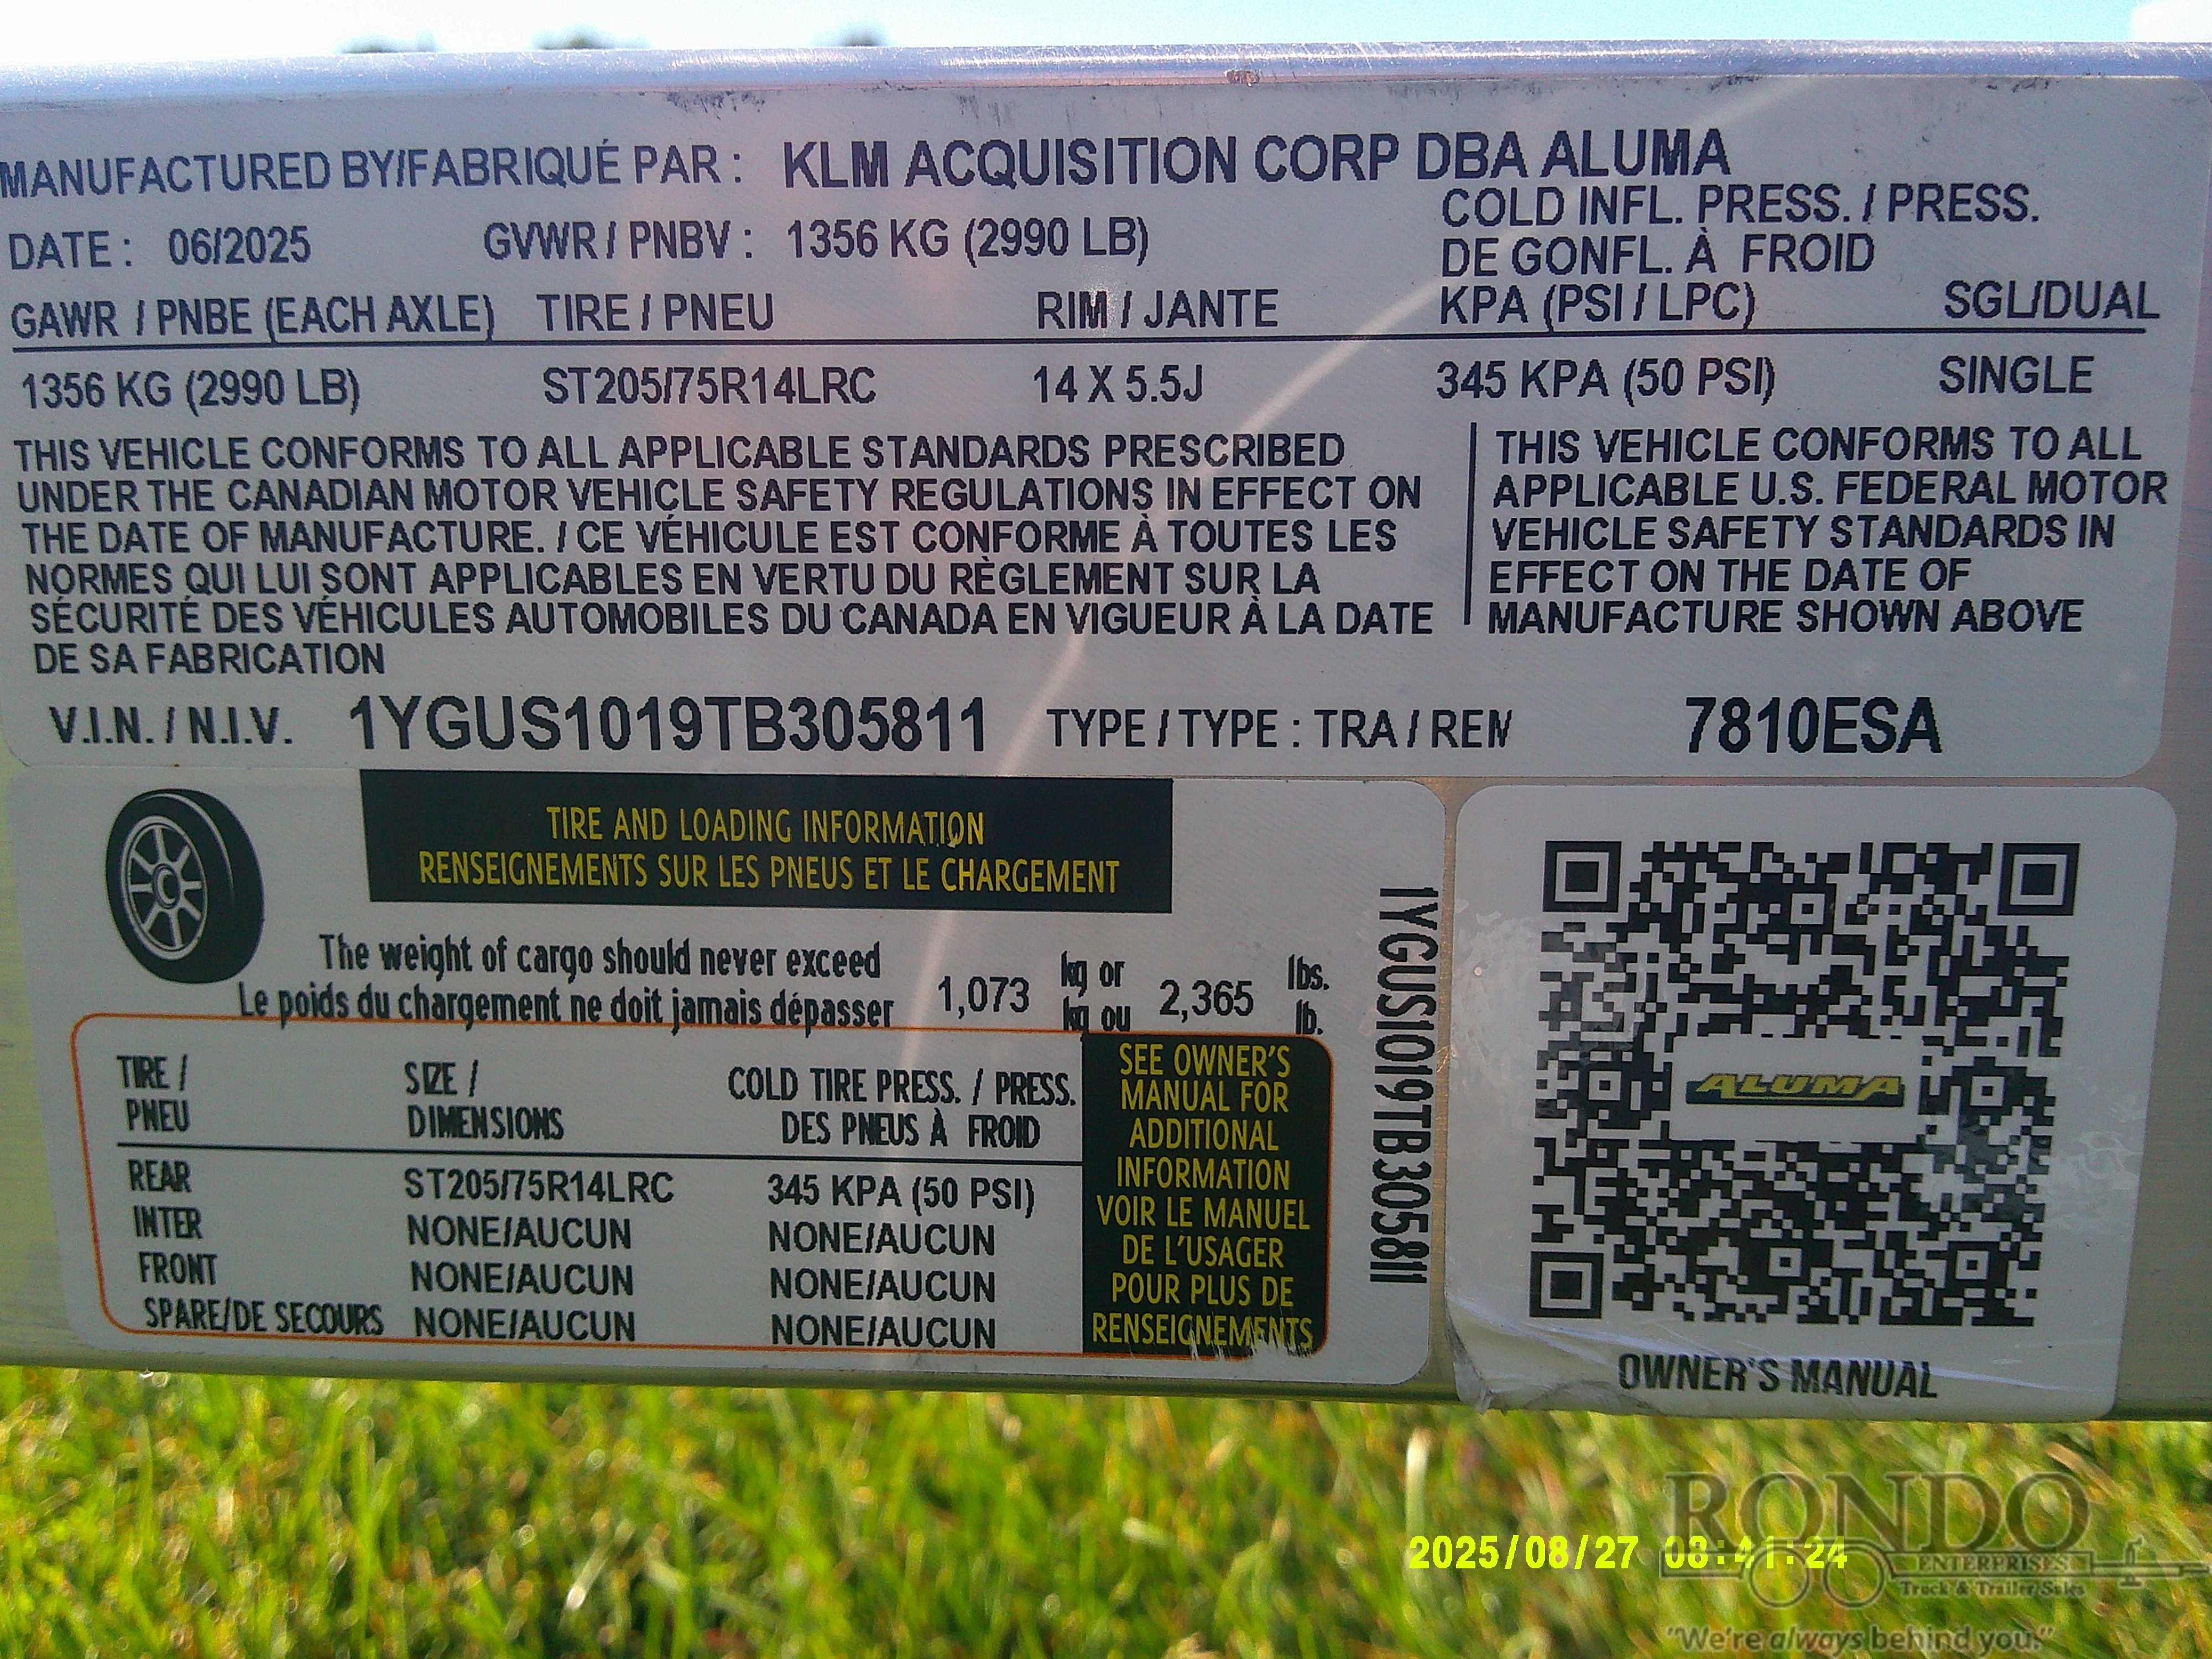 MANUFACTURED BY/FABRIQUÉ PAR : KLM ACQUISITION CORP DBA ALUMA
DATE : 06/2025 GVWR / PNBV : 1356 KG (2990 LB)
COLD INFL. PRESS. / PRESS.
DE GONFL. À FROID
GAWR / PNBE (EACH AXLE) TIRE / PNEU RIM / JANTE KPA (PSI / LPC) SGL/DUAL
1356 KG (2990 LB) ST205/75R14LRC 14 X 5.5J 345 KPA (50 PSI) SINGLE
THIS VEHICLE CONFORMS TO ALL APPLICABLE STANDARDS PRESCRIBED
UNDER THE CANADIAN MOTOR VEHICLE SAFETY REGULATIONS IN EFFECT ON
THE DATE OF MANUFACTURE. / CE VÉHICULE EST CONFORME À TOUTES LES
NORMES QUI LUI SONT APPLICABLES EN VERTU DU RÈGLEMENT SUR LA
SÉCURITÉ DES VÉHICULES AUTOMOBILES DU CANADA EN VIGUEUR À LA DATE
DE SA FABRICATION
THIS VEHICLE CONFORMS TO ALL
APPLICABLE U.S. FEDERAL MOTOR
VEHICLE SAFETY STANDARDS IN
EFFECT ON THE DATE OF
MANUFACTURE SHOWN ABOVE
V.I.N. / N.I.V. 1YGUS1019TB305811 TYPE / TYPE : TRA / REM 7810ESA
TIRE AND LOADING INFORMATION
RENSEIGNEMENTS SUR LES PNEUS ET LE CHARGEMENT
The weight of cargo should never exceed
Le poids du chargement ne doit jamais dépasser
1,073 kg or
kg ou 2,365 lbs.
lb.
TIRE / SIZE / COLD TIRE PRESS. / PRESS.
PNEU DIMENSIONS DES PNEUS À FROID
REAR ST205/75R14LRC 345 KPA (50 PSI)
INTER NONE/AUCUN NONE/AUCUN
FRONT NONE/AUCUN NONE/AUCUN
SPARE/DE SECOURS NONE/AUCUN NONE/AUCUN
SEE OWNER'S
MANUAL FOR
ADDITIONAL
INFORMATION
VOIR LE MANUEL
DE L'USAGER
POUR PLUS DE
RENSEIGNEMENTS
1YGUS1019TB305811
ALUMA
OWNER'S MANUAL
2025/08/27 08:41:24
RONDO
ENTERPRISES
Truck & Trailer Sales
"We're always behind you."